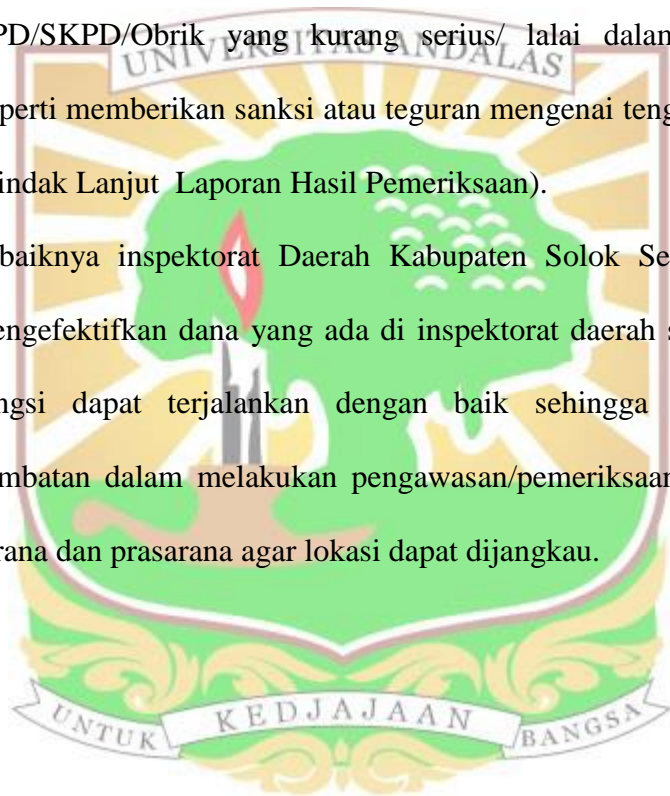 PD/SKPD/Obrik yang kurang serius/ lalai dalam
UNIVERSITAS ANDALAS
perti memberikan sanksi atau teguran mengenai teng
indak Lanjut Laporan Hasil Pemeriksaan).
baiknya inspektorat Daerah Kabupaten Solok Se
engefektifkan dana yang ada di inspektorat daerah s
ngsi dapat terjalankan dengan baik sehingga
mbatan dalam melakukan pengawasan/pemeriksaan
rana dan prasarana agar lokasi dapat dijangkau.
UNTUK KEDJAJAAN BANGSA